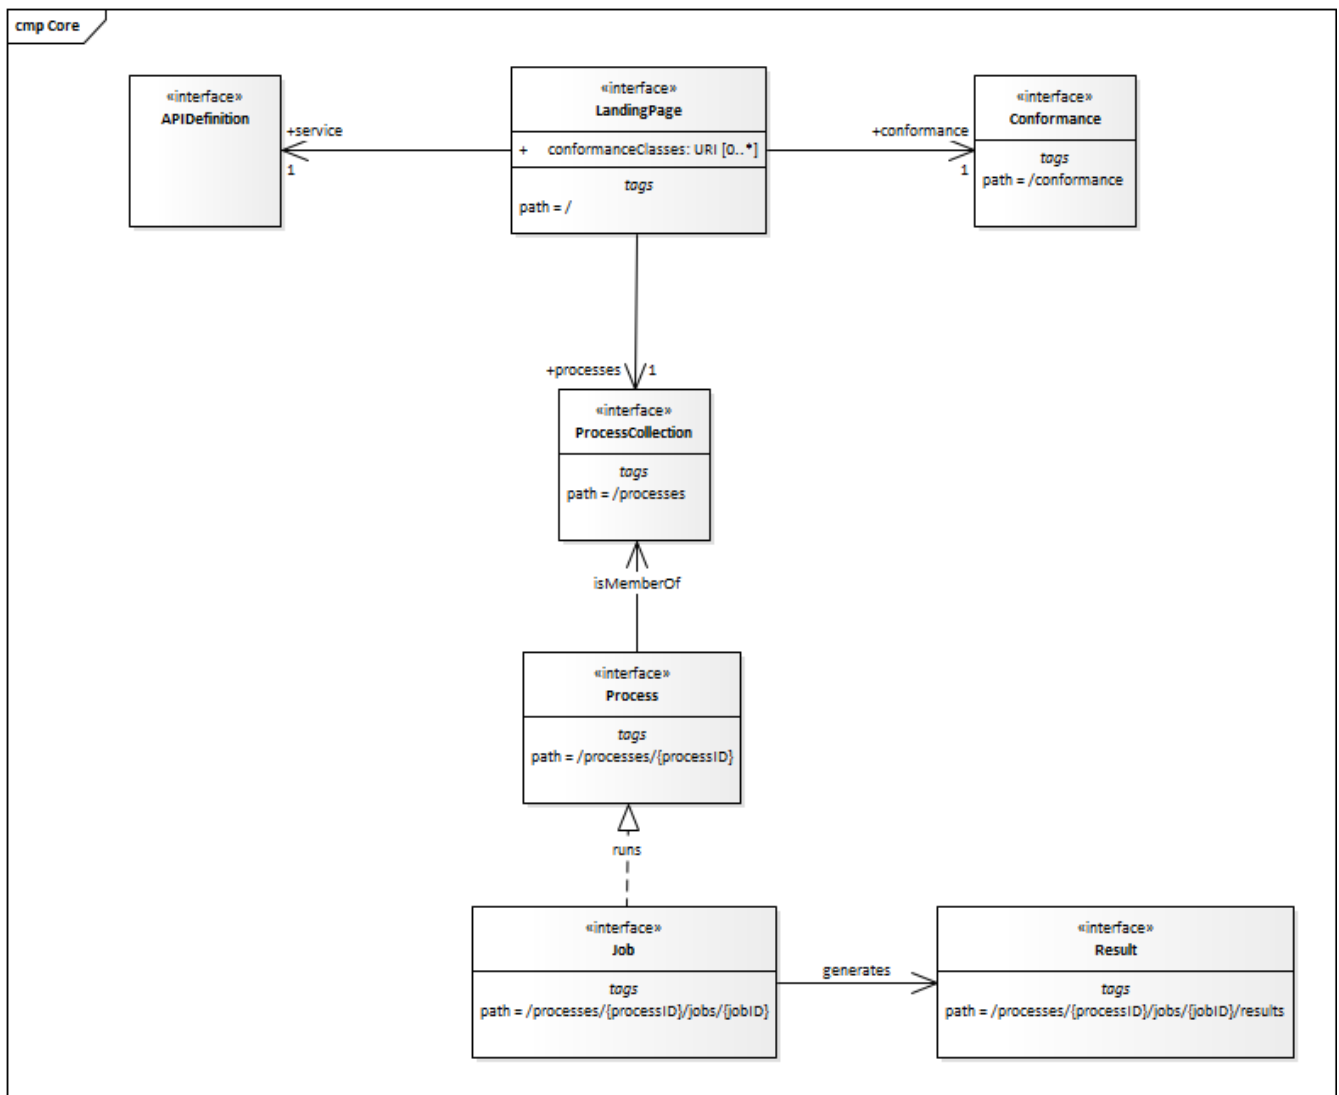 cmp Core
«interface»
APIDefinition
+service
1
«interface»
LandingPage
+ conformanceClasses: URI [0..*]
tags
path = /
+conformance
1
«interface»
Conformance
tags
path = /conformance
+processes
1
«interface»
ProcessCollection
tags
path = /processes
isMemberOf
«interface»
Process
tags
path = /processes/{processID}
runs
«interface»
Job
tags
path = /processes/{processID}/jobs/{jobID}
generates
«interface»
Result
tags
path = /processes/{processID}/jobs/{jobID}/results